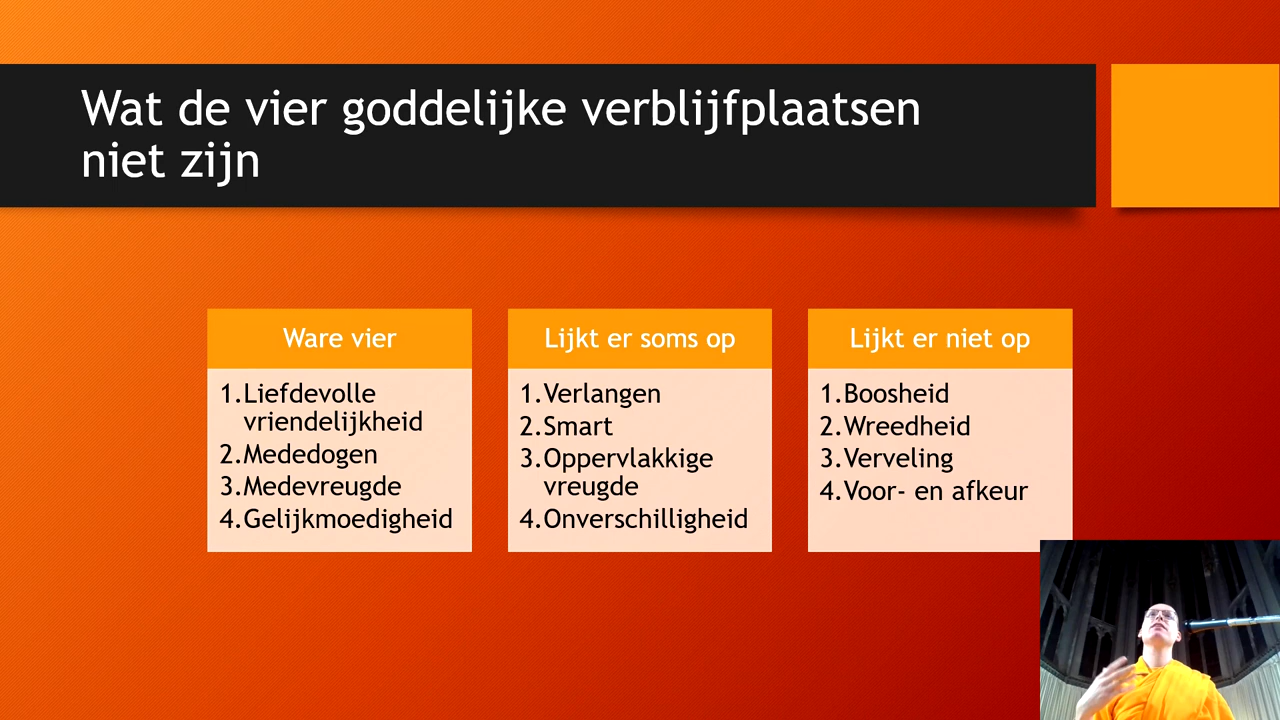 Wat de vier goddelijke verblijfplaatsen
niet zijn
Ware vier
1.Liefdevolle
vriendelijkheid
2.Mededogen
3.Medevreugde
4.Gelijkmoedigheid
Lijkt er soms op
1.Verlangen
2.Smart
3.Oppervlakkige
vreugde
4.Onverschilligheid
Lijkt er niet op
1.Boosheid
2.Wreedheid
3.Verveling
4.Voor- en afkeur